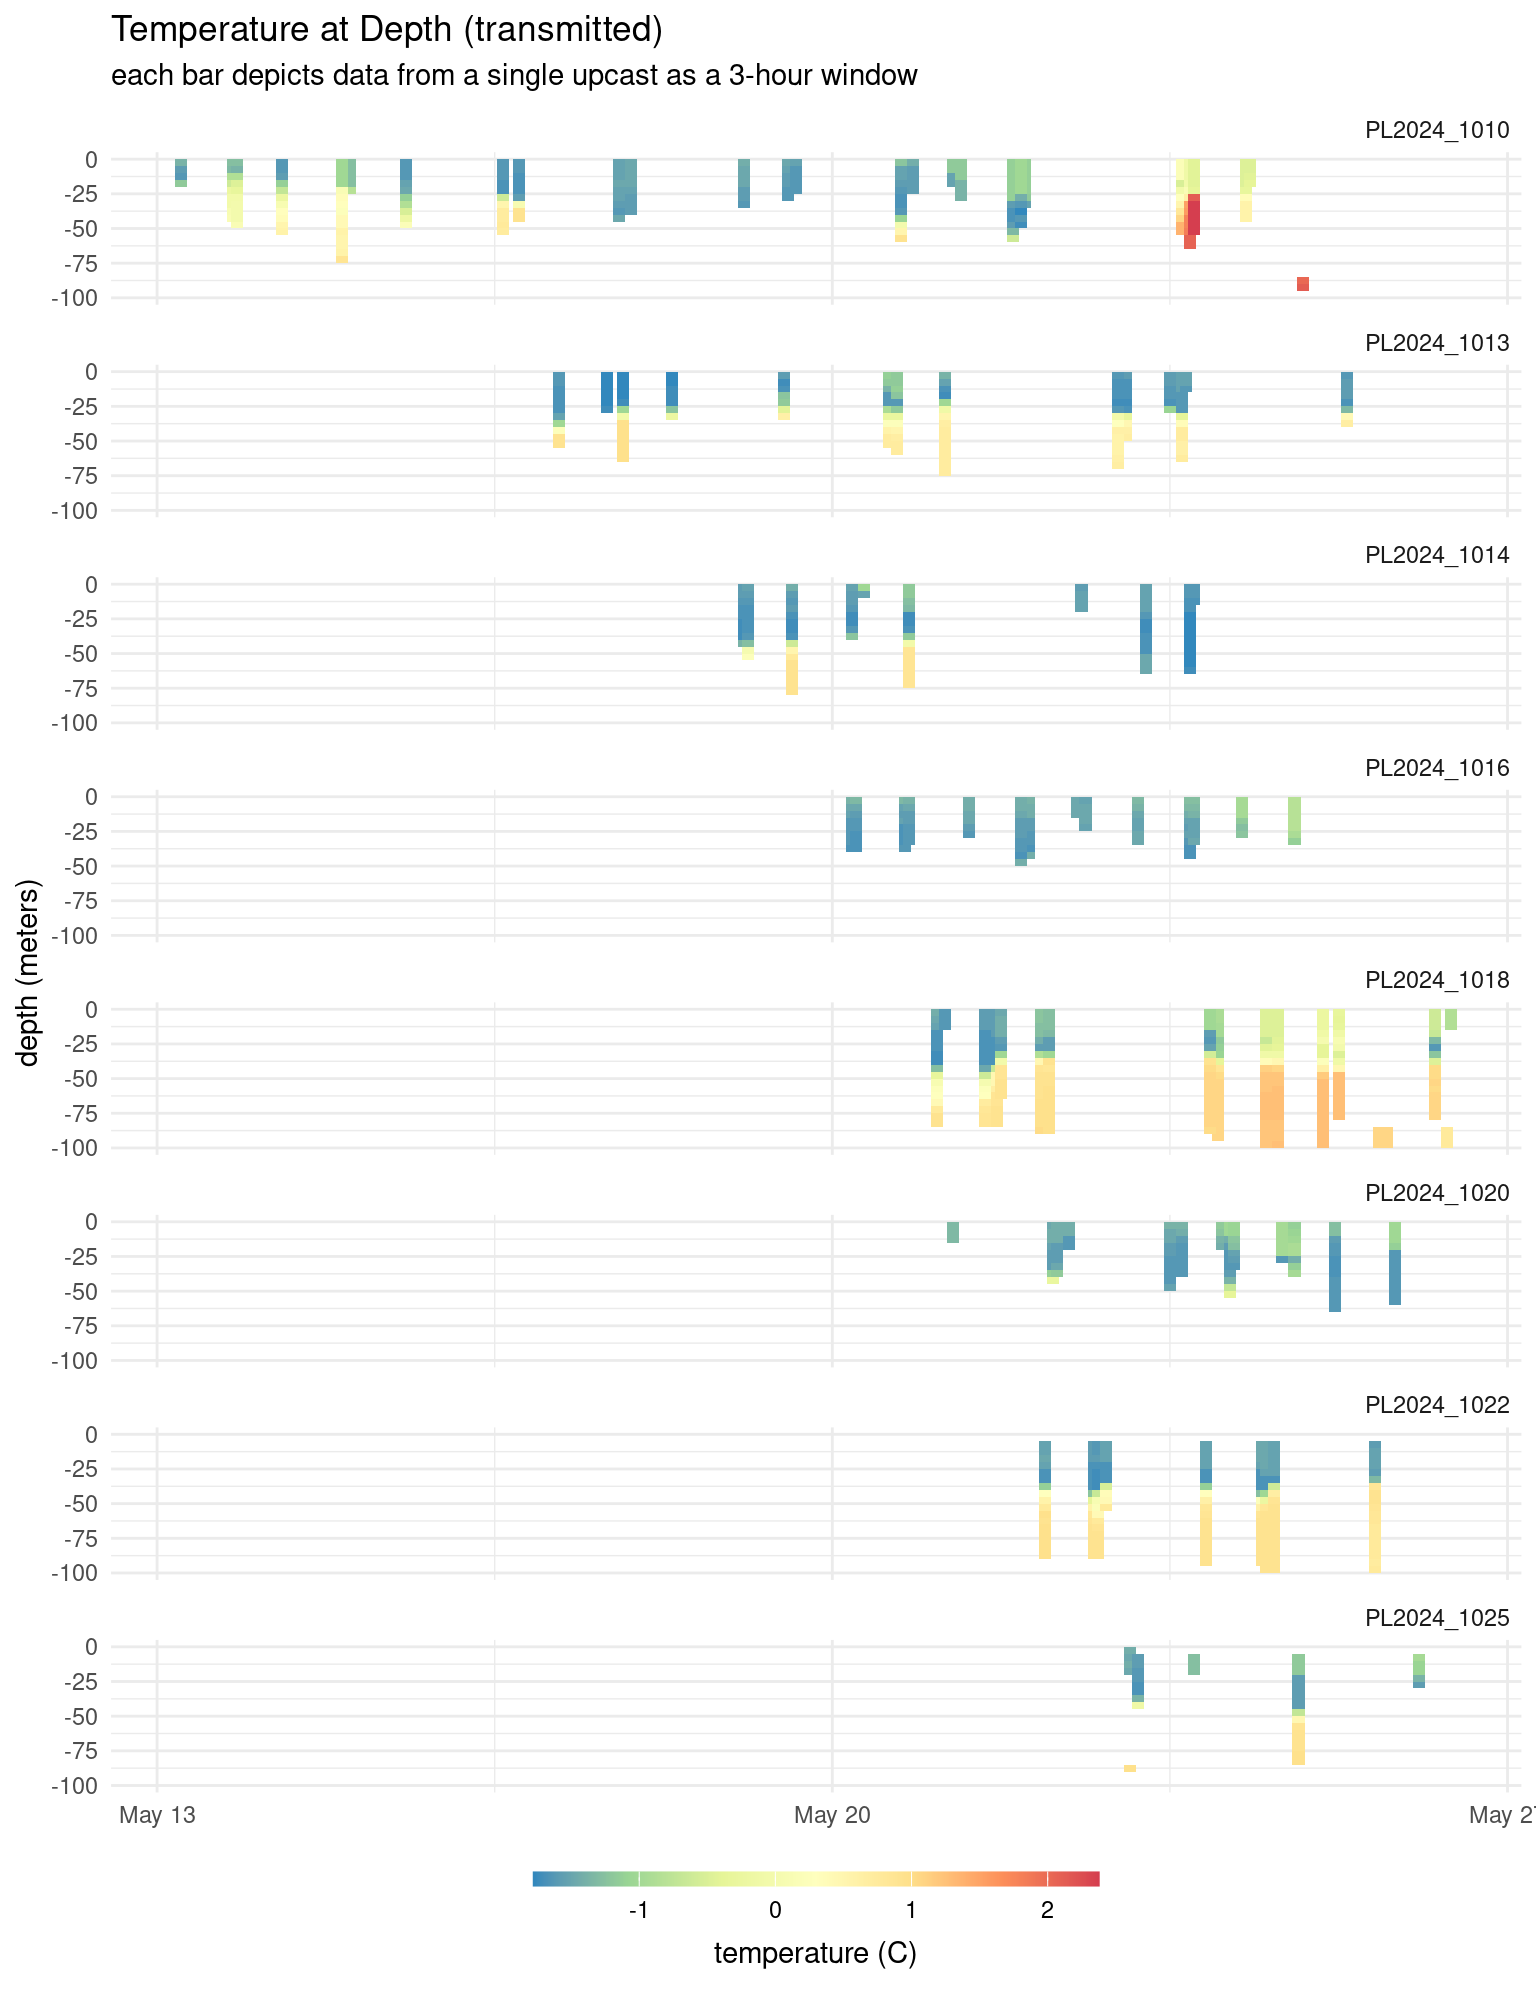 Temperature at Depth (transmitted)
each bar depicts data from a single upcast as a 3-hour window
PL2024_1010
0
-25
-50
-75
-100
PL2024_1013
0
-25
-50
-75
-100
PL2024_1014
0
-25
-50
-75
-100
PL2024_1016
0
-25
-50
-75
-100
depth (meters)
PL2024_1018
0
-25
-50
-75
-100
PL2024_1020
0
-25
-50
-75
-100
PL2024_1022
0
-25
-50
-75
-100
PL2024_1025
0
-25
-50
-75
-100
May 13 May 20 May 27
-1 0 1 2
temperature (C)